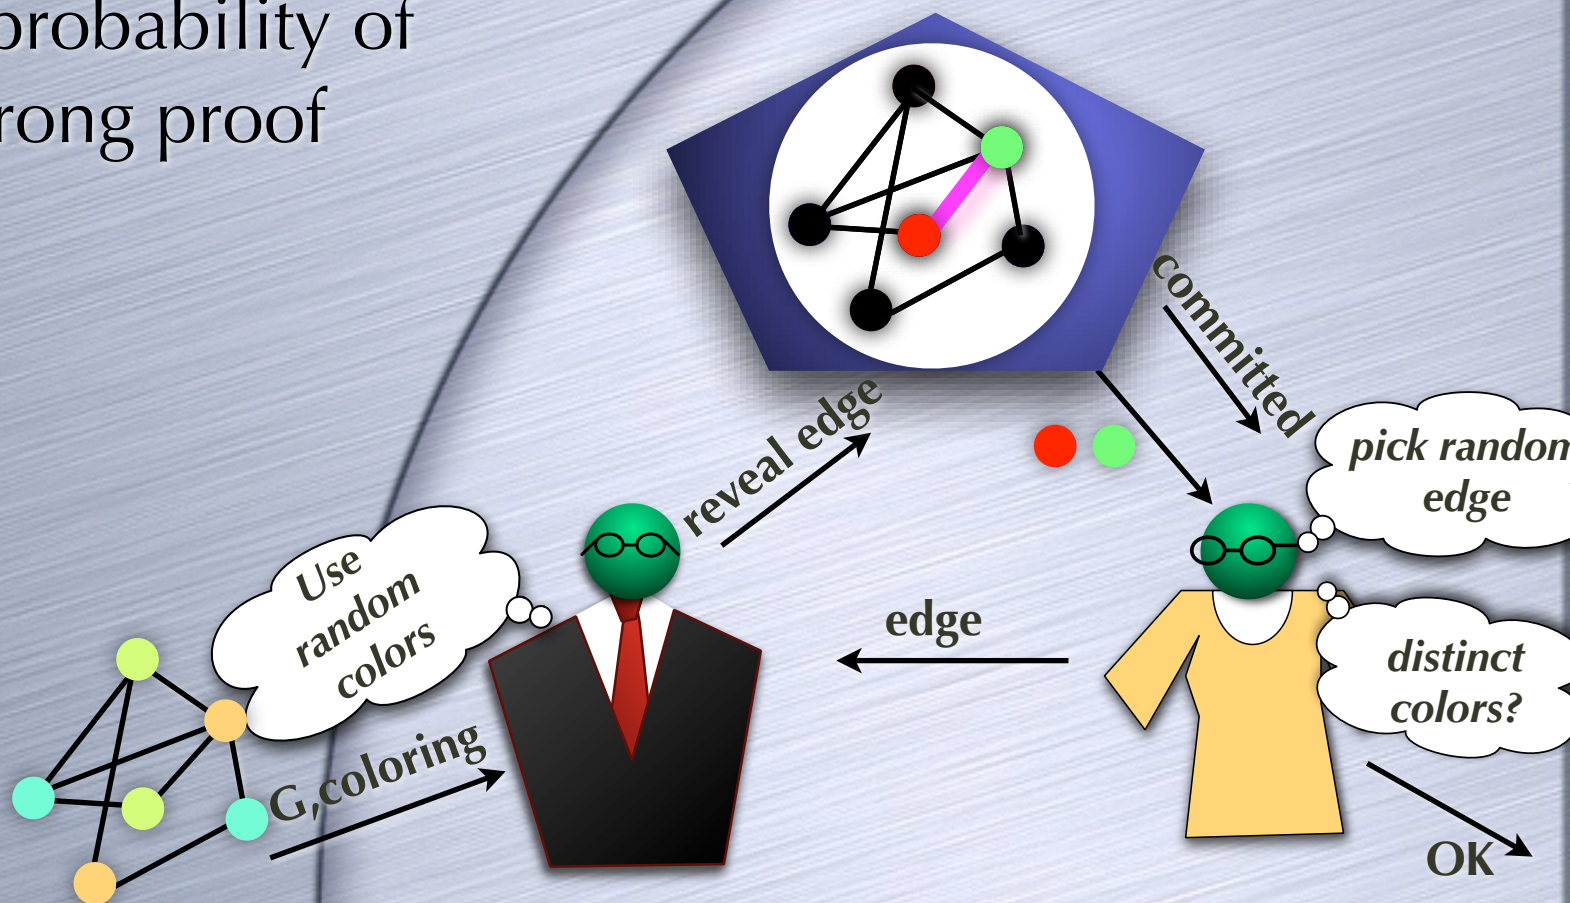 probability of
rong proof
committed
reveal edge
pick random
edge
Use
random
colors
edge
distinct
colors?
G,coloring
OK